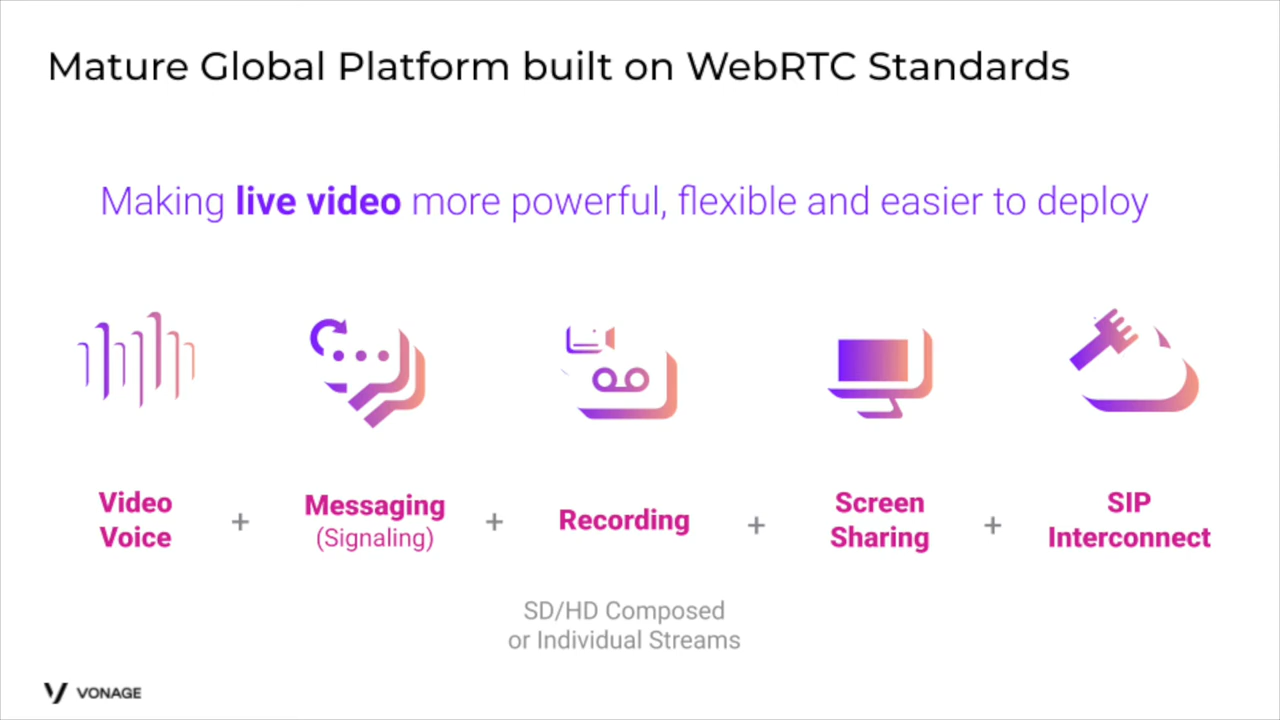 Mature Global Platform built on WebRTC Standards
Making live video more powerful, flexible and easier to deploy
Video
Voice
+
Messaging
(Signaling)
+
Recording
+
Screen
Sharing
+
SIP
Interconnect
SD/HD Composed
or Individual Streams
VONAGE